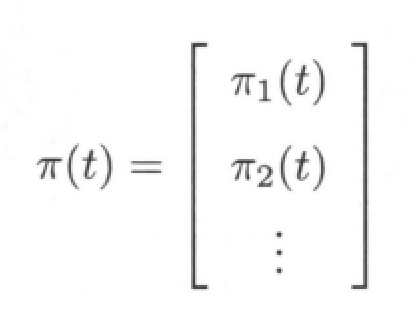 π(t) = [ π₁(t)
π₂(t)
⋮ ]